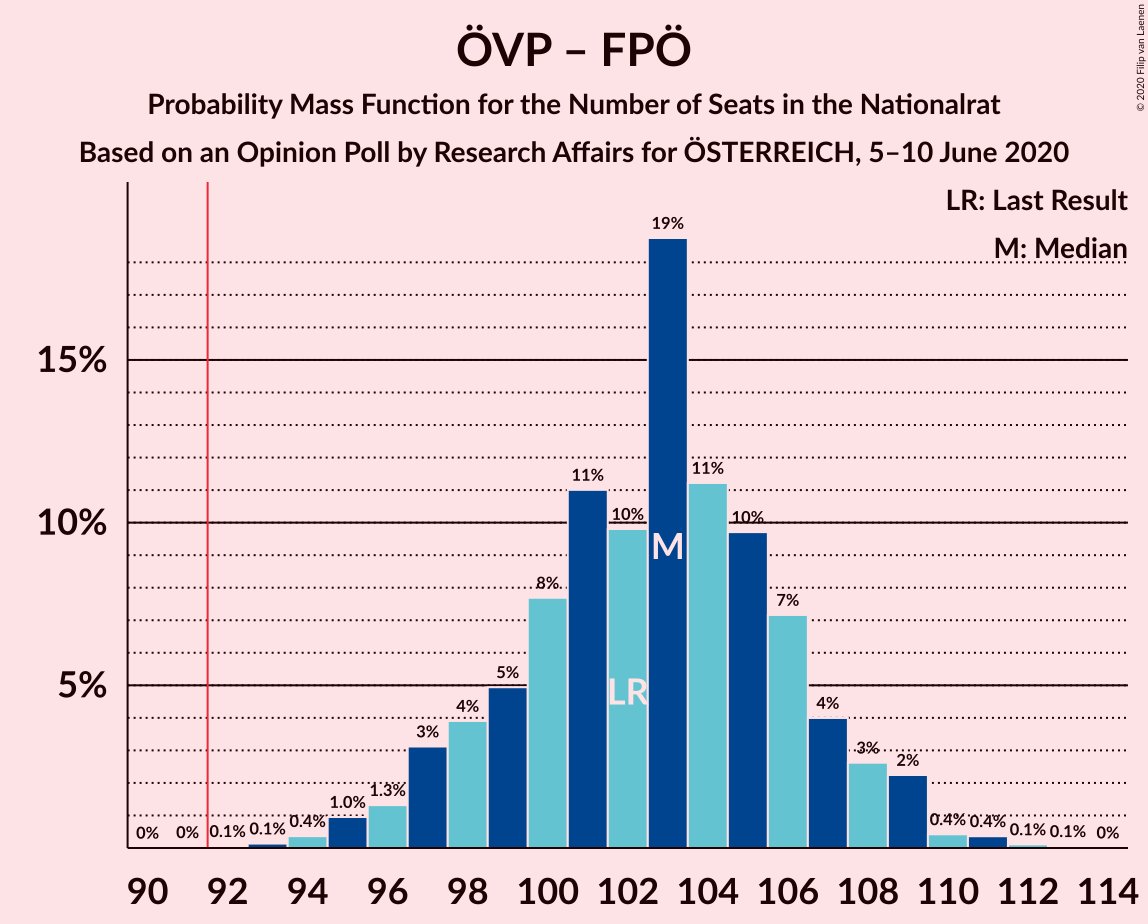 ÖVP – FPÖ
Probability Mass Function for the Number of Seats in the Nationalrat
Based on an Opinion Poll by Research Affairs for ÖSTERREICH, 5–10 June 2020
© 2020 Filip van Laenen
LR: Last Result
M: Median
15%
10%
5%
0% 0% 0.1% 0.1% 0.4% 1.0% 1.3% 3% 4% 5% 8% 11% 10% 19% 11% 10% 7% 4% 3% 2% 0.4% 0.4% 0.1% 0.1% 0%
M
LR
90 92 94 96 98 100 102 104 106 108 110 112 114